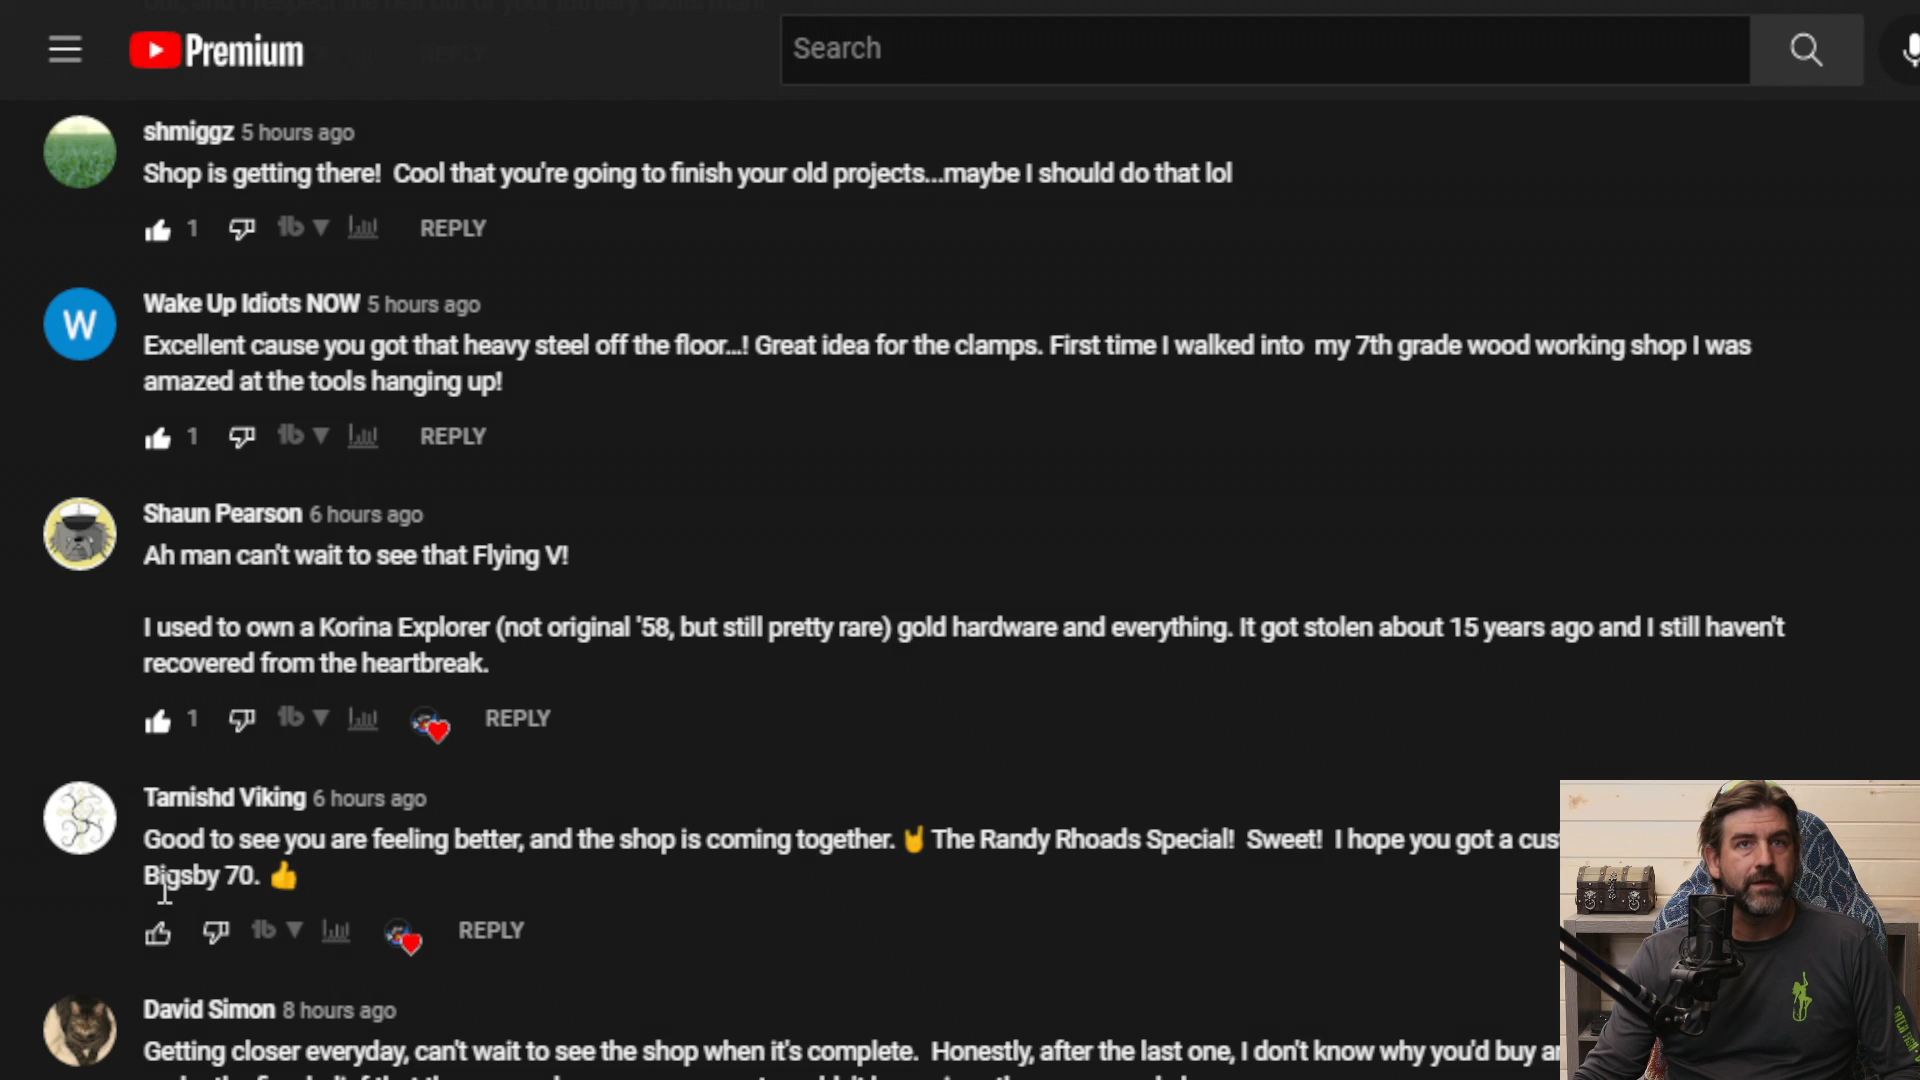 Premium
Search
shmiggz 5 hours ago
Shop is getting there!  Cool that you're going to finish your old projects...maybe I should do that lol
1
REPLY
Wake Up Idiots NOW 5 hours ago
Excellent cause you got that heavy steel off the floor...! Great idea for the clamps. First time I walked into  my 7th grade wood working shop I was
amazed at the tools hanging up!
1
REPLY
Shaun Pearson 6 hours ago
Ah man can't wait to see that Flying V!
I used to own a Korina Explorer (not original '58, but still pretty rare) gold hardware and everything. It got stolen about 15 years ago and I still haven't
recovered from the heartbreak.
1
REPLY
Tarnishd Viking 6 hours ago
Good to see you are feeling better, and the shop is coming together. 🤘 The Randy Rhoads Special!  Sweet!  I hope you got a cus
Bigsby 70. 👍
REPLY
David Simon 8 hours ago
Getting closer everyday, can't wait to see the shop when it's complete.  Honestly, after the last one, I don't know why you'd buy